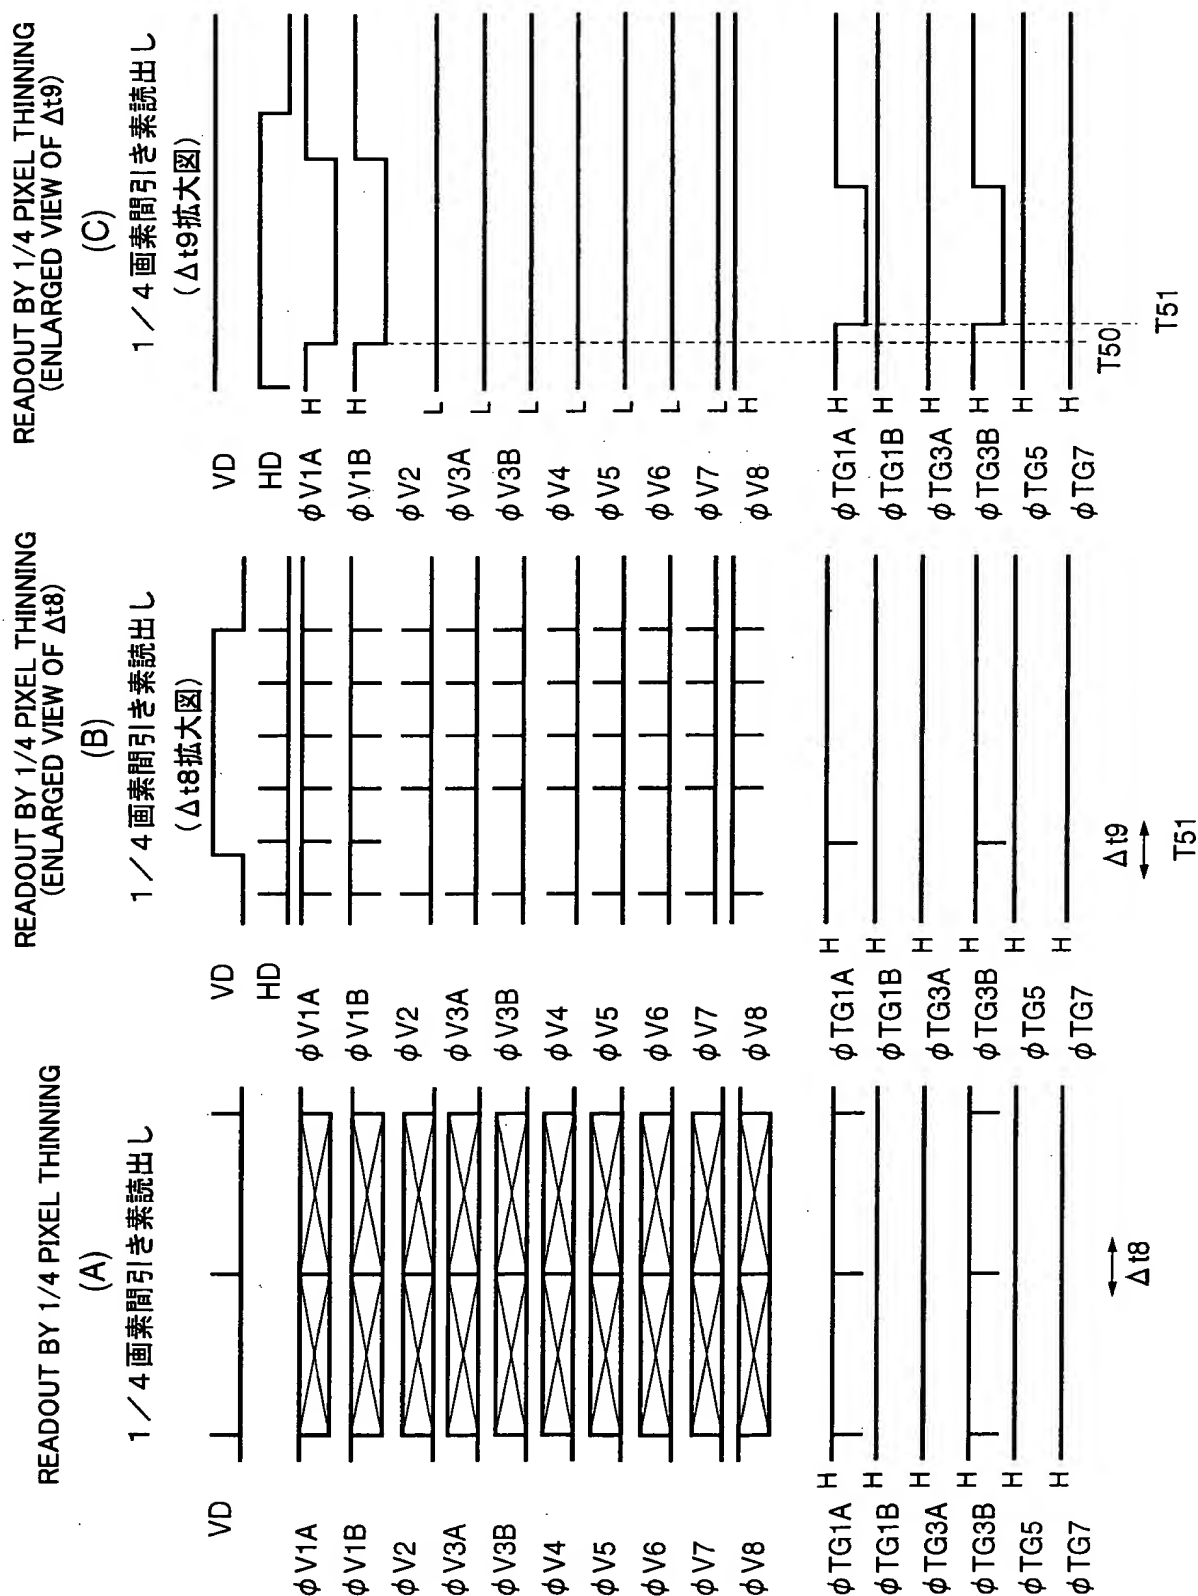 READOUT BY 1/4 PIXEL THINNING
(A)
1/4画素間引き素読出し
VD
φV1A
φV1B
φV2
φV3A
φV3B
φV4
φV5
φV6
φV7
φV8
φTG1A H
φTG1B H
φTG3A H
φTG3B H
φTG5 H
φTG7 H
Δt8
READOUT BY 1/4 PIXEL THINNING
(ENLARGED VIEW OF Δt8)
(B)
1/4画素間引き素読出し
(Δt8拡大図)
VD
HD
φV1A
φV1B
φV2
φV3A
φV3B
φV4
φV5
φV6
φV7
φV8
φTG1A H
φTG1B H
φTG3A H
φTG3B H
φTG5 H
φTG7 H
Δt9
T51
READOUT BY 1/4 PIXEL THINNING
(ENLARGED VIEW OF Δt9)
(C)
1/4画素間引き素読出し
(Δt9拡大図)
VD
HD
φV1A H
φV1B H
φV2 L
φV3A L
φV3B L
φV4 L
φV5 L
φV6 L
φV7 L
φV8 H
φTG1A H
φTG1B H
φTG3A H
φTG3B H
φTG5 H
φTG7 H
T50
T51